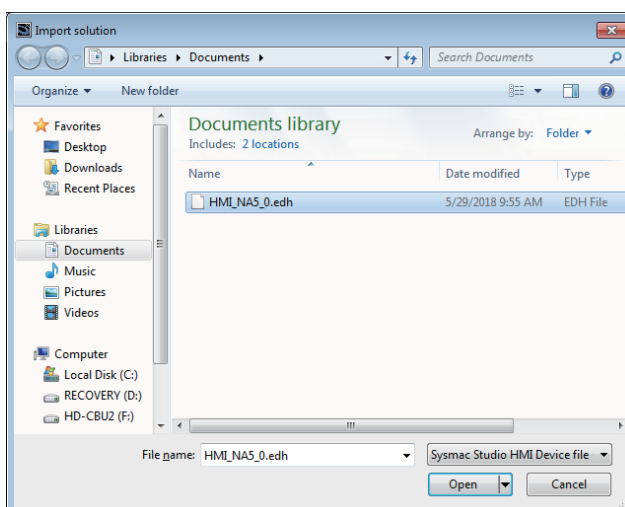 Import solution
Libraries Documents
Search Documents
Organize New folder
Favorites
Desktop
Downloads
Recent Places
Libraries
Documents
Music
Pictures
Videos
Computer
Local Disk (C:)
RECOVERY (D:)
HD-CBU2 (F:)
Documents library
Includes: 2 locations
Arrange by: Folder
Name Date modified Type
HMI_NA5_0.edh 5/29/2018 9:55 AM EDH File
File name: HMI_NA5_0.edh Sysmac Studio HMI Device file
Open Cancel